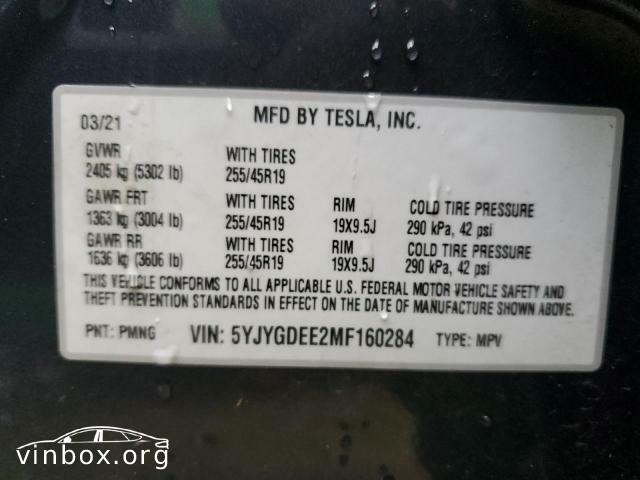 03/21 MFD BY TESLA, INC.
GVWR WITH TIRES
2405 kg (5302 lb) 255/45R19
GAWR FRT WITH TIRES RIM COLD TIRE PRESSURE
1363 kg (3004 lb) 255/45R19 19X9.5J 290 kPa, 42 psi
GAWR RR WITH TIRES RIM COLD TIRE PRESSURE
1636 kg (3606 lb) 255/45R19 19X9.5J 290 kPa, 42 psi
THIS VEHICLE CONFORMS TO ALL APPLICABLE U.S. FEDERAL MOTOR VEHICLE SAFETY AND
THEFT PREVENTION STANDARDS IN EFFECT ON THE DATE OF MANUFACTURE SHOWN ABOVE.
PNT: PMNG VIN: 5YJYGDEE2MF160284 TYPE: MPV
vinbox.org